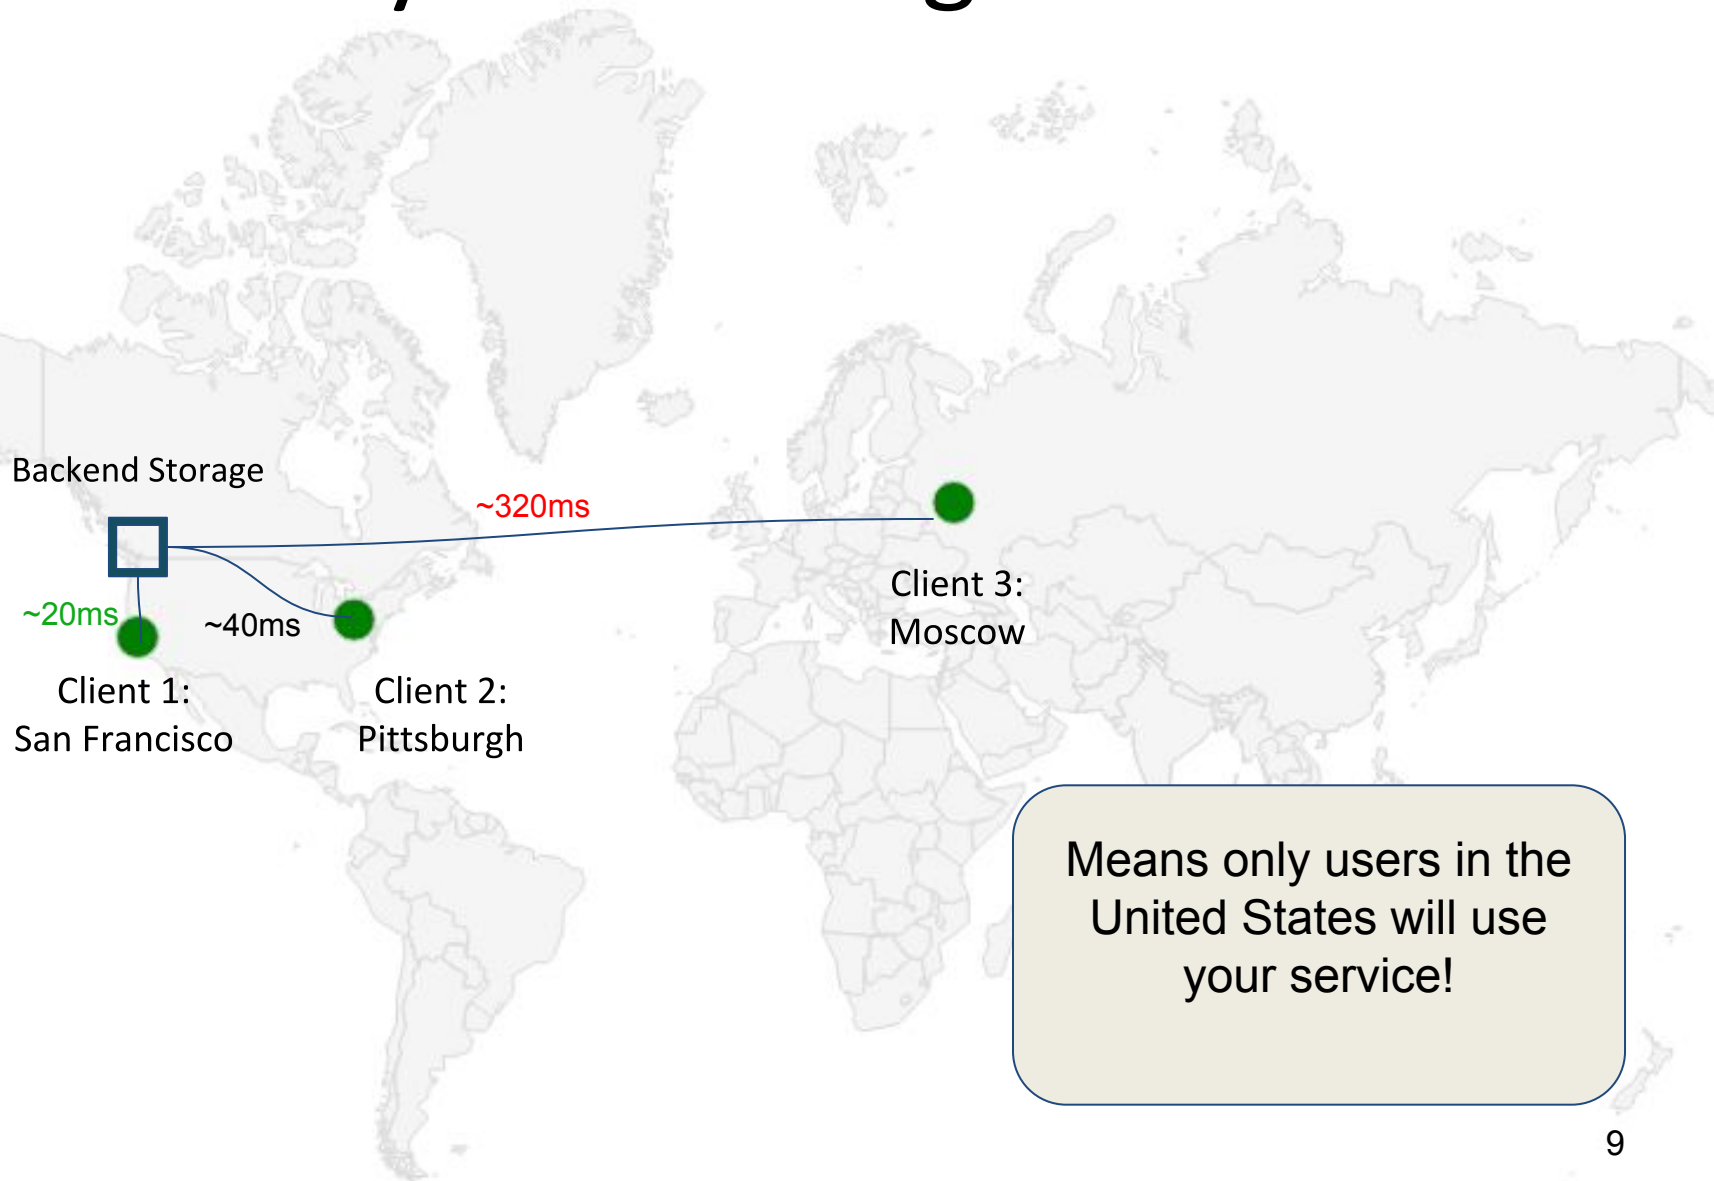 Backend Storage
~320ms
~20ms
~40ms
Client 3:
Moscow
Client 1:
San Francisco
Client 2:
Pittsburgh
Means only users in the
United States will use
your service!
9